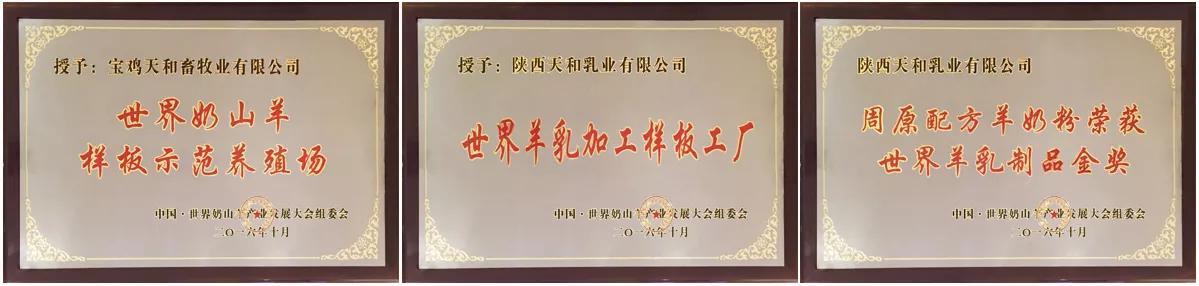 授予：宝鸡天和畜牧业有限公司
世界奶山羊
样板示范养殖场
中国·世界奶山羊产业发展大会组委会
二〇一六年十月
授予：陕西天和乳业有限公司
世界羊乳加工样板工厂
中国·世界奶山羊产业发展大会组委会
二〇一六年十月
陕西天和乳业有限公司
周原配方羊奶粉荣获
世界羊乳制品金奖
中国·世界奶山羊产业发展大会组委会
二〇一六年十月